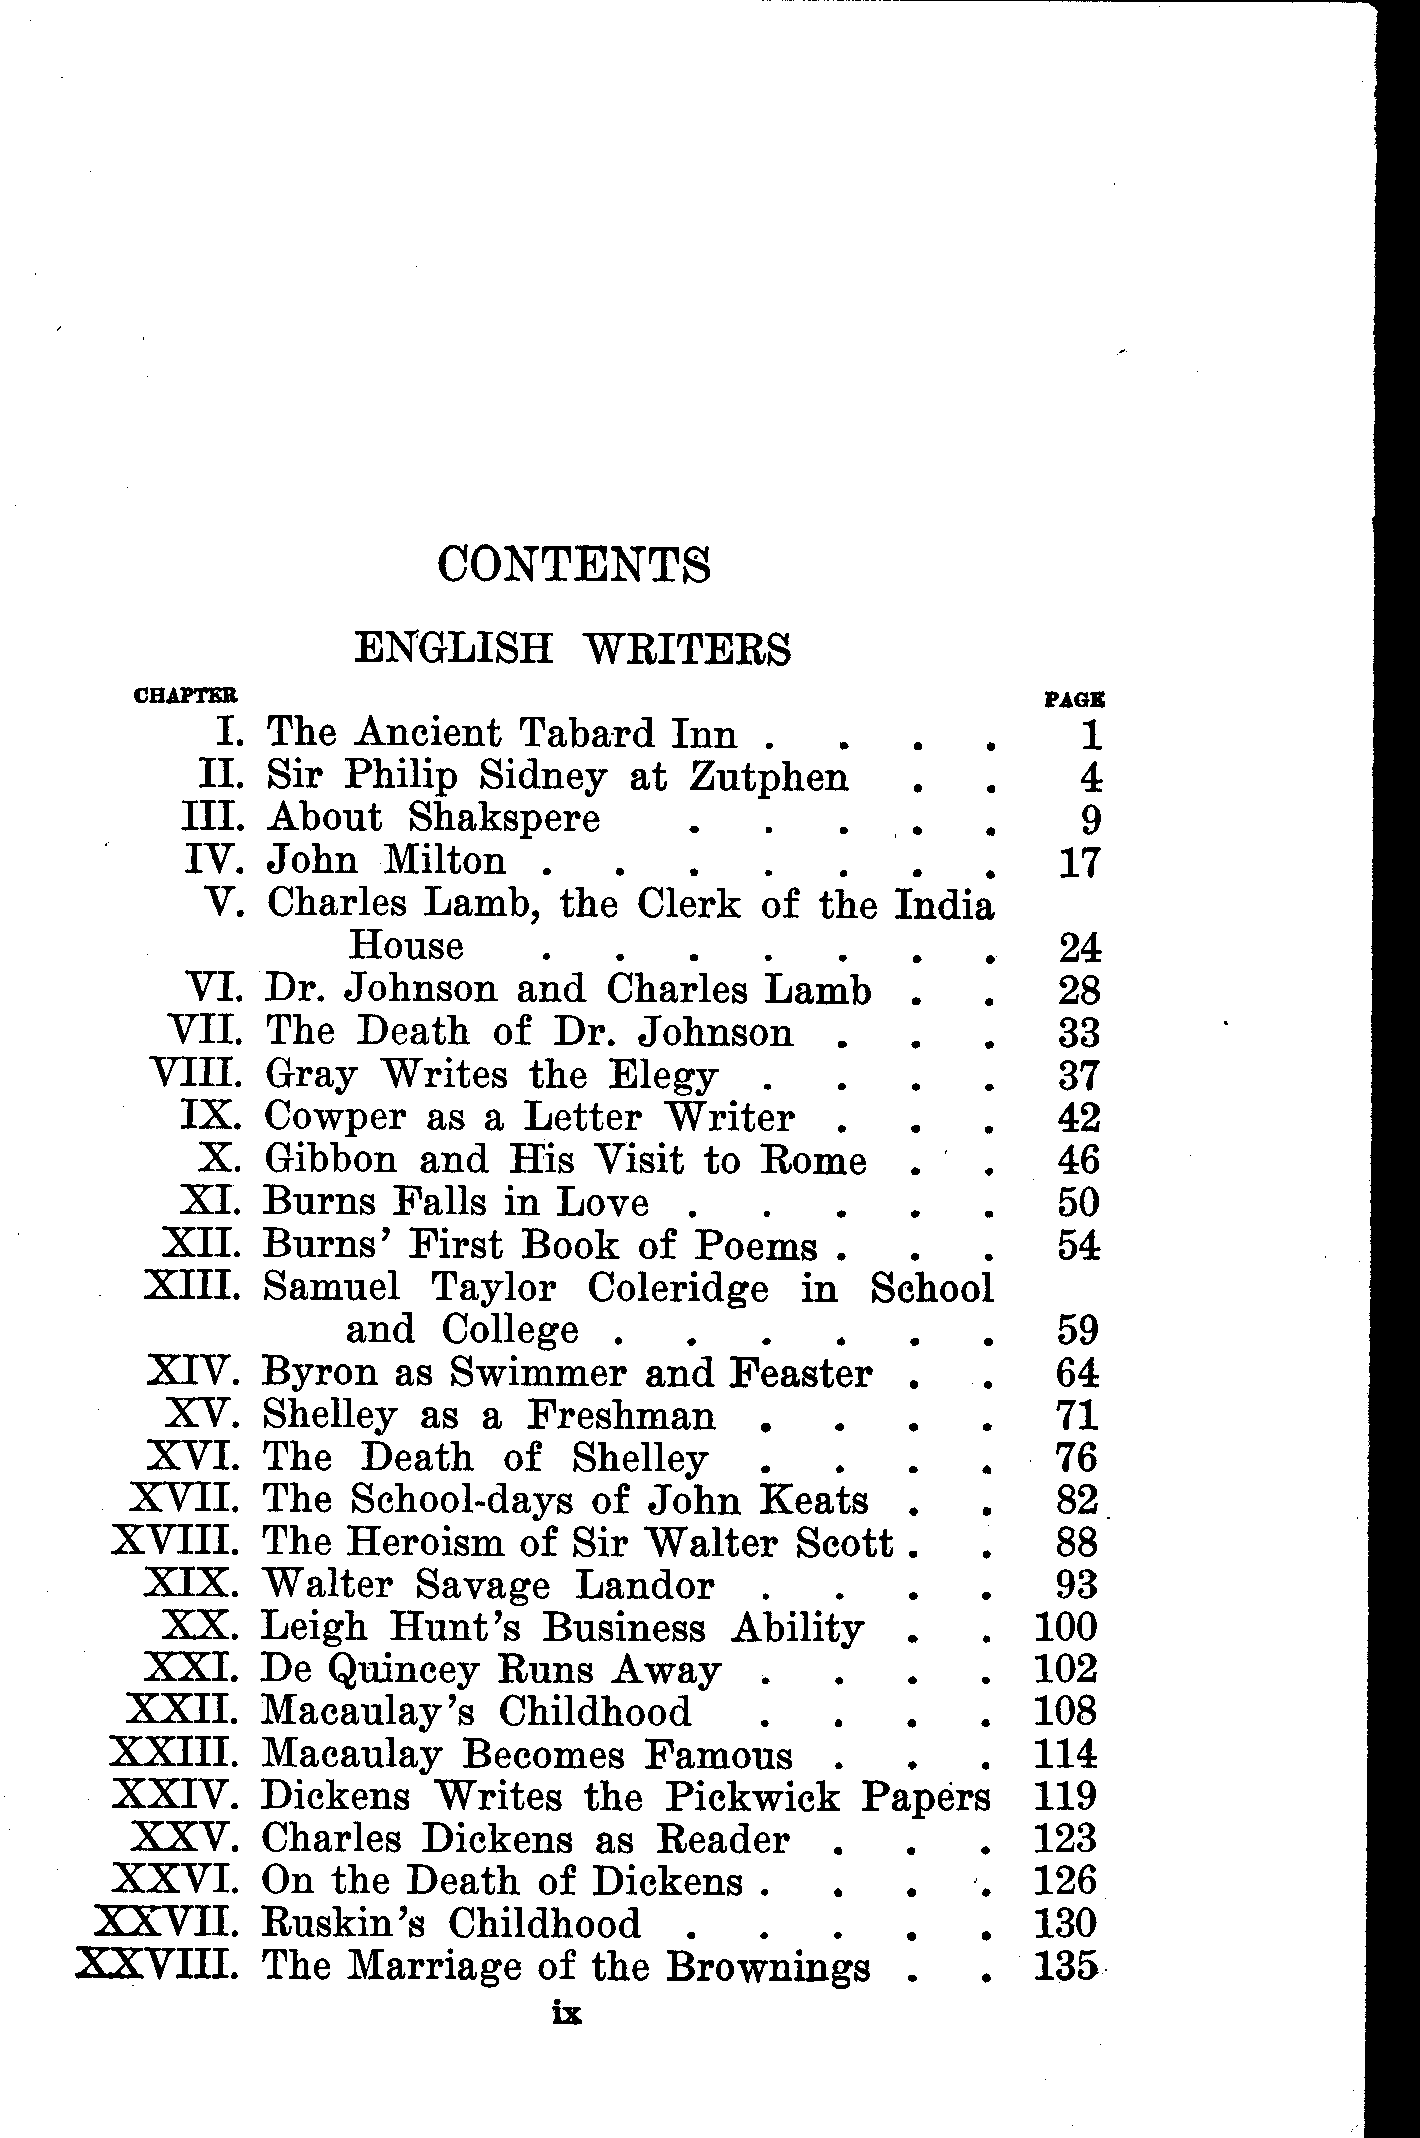 CONTENTS
ENGLISH WRITERS
CHAPTER PAGE
I. The Ancient Tabard Inn . . . . 1
II. Sir Philip Sidney at Zutphen . . 4
III. About Shakspere . . . . . 9
IV. John Milton . . . . . . . 17
V. Charles Lamb, the Clerk of the India
House . . . . . . . 24
VI. Dr. Johnson and Charles Lamb . . 28
VII. The Death of Dr. Johnson . . . 33
VIII. Gray Writes the Elegy . . . . 37
IX. Cowper as a Letter Writer . . . 42
X. Gibbon and His Visit to Rome . . 46
XI. Burns Falls in Love . . . . . 50
XII. Burns' First Book of Poems . . . 54
XIII. Samuel Taylor Coleridge in School
and College . . . . . . 59
XIV. Byron as Swimmer and Feaster . . 64
XV. Shelley as a Freshman . . . . 71
XVI. The Death of Shelley . . . . 76
XVII. The School-days of John Keats . . 82
XVIII. The Heroism of Sir Walter Scott . . 88
XIX. Walter Savage Landor . . . . 93
XX. Leigh Hunt's Business Ability . . 100
XXI. De Quincey Runs Away . . . . 102
XXII. Macaulay's Childhood . . . . 108
XXIII. Macaulay Becomes Famous . . . 114
XXIV. Dickens Writes the Pickwick Papers 119
XXV. Charles Dickens as Reader . . . 123
XXVI. On the Death of Dickens . . . . 126
XXVII. Ruskin's Childhood . . . . . 130
XXVIII. The Marriage of the Brownings . . 135
ix